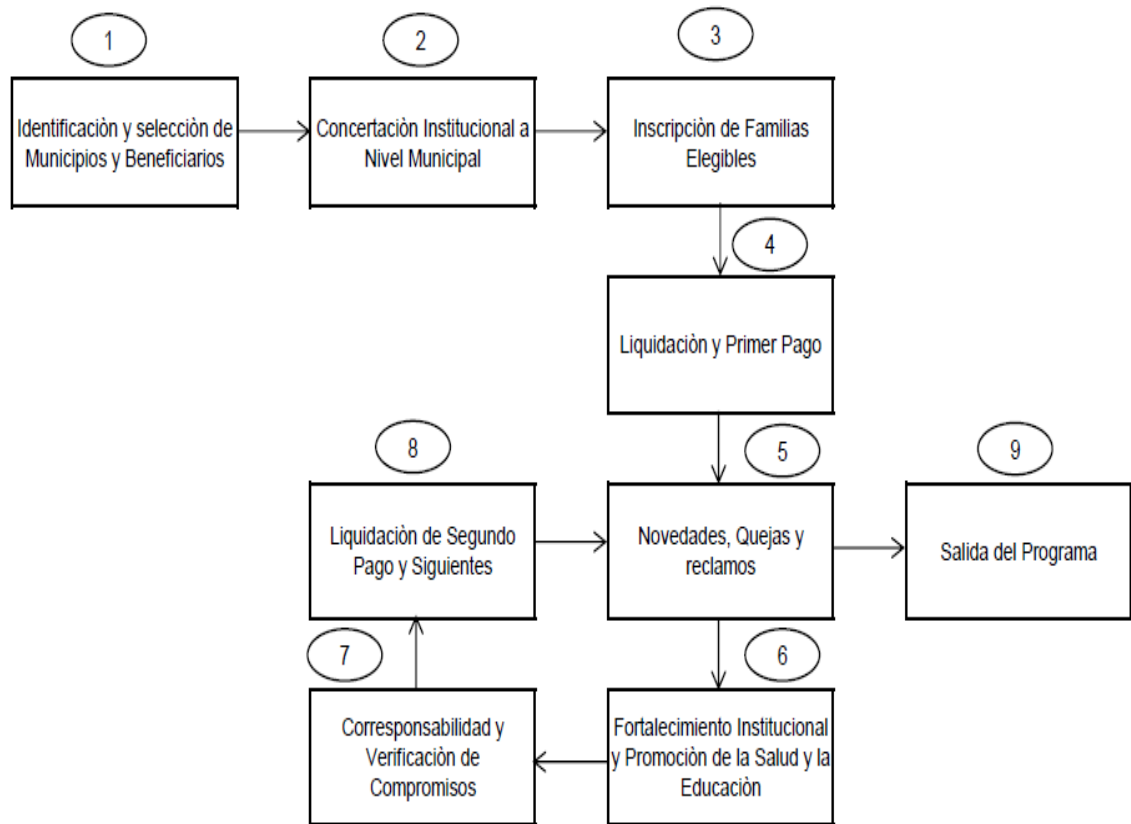 1
Identificaciòn y selecciòn de
Municipios y Beneficiarios
2
Concertaciòn Institucional a
Nivel Municipal
3
Inscripciòn de Familias
Elegibles
4
Liquidaciòn y Primer Pago
5
Novedades, Quejas y
reclamos
6
Fortalecimiento Institucional
y Promociòn de la Salud y la
Educaciòn
7
Corresponsabilidad y
Verificaciòn de
Compromisos
8
Liquidaciòn de Segundo
Pago y Siguientes
9
Salida del Programa